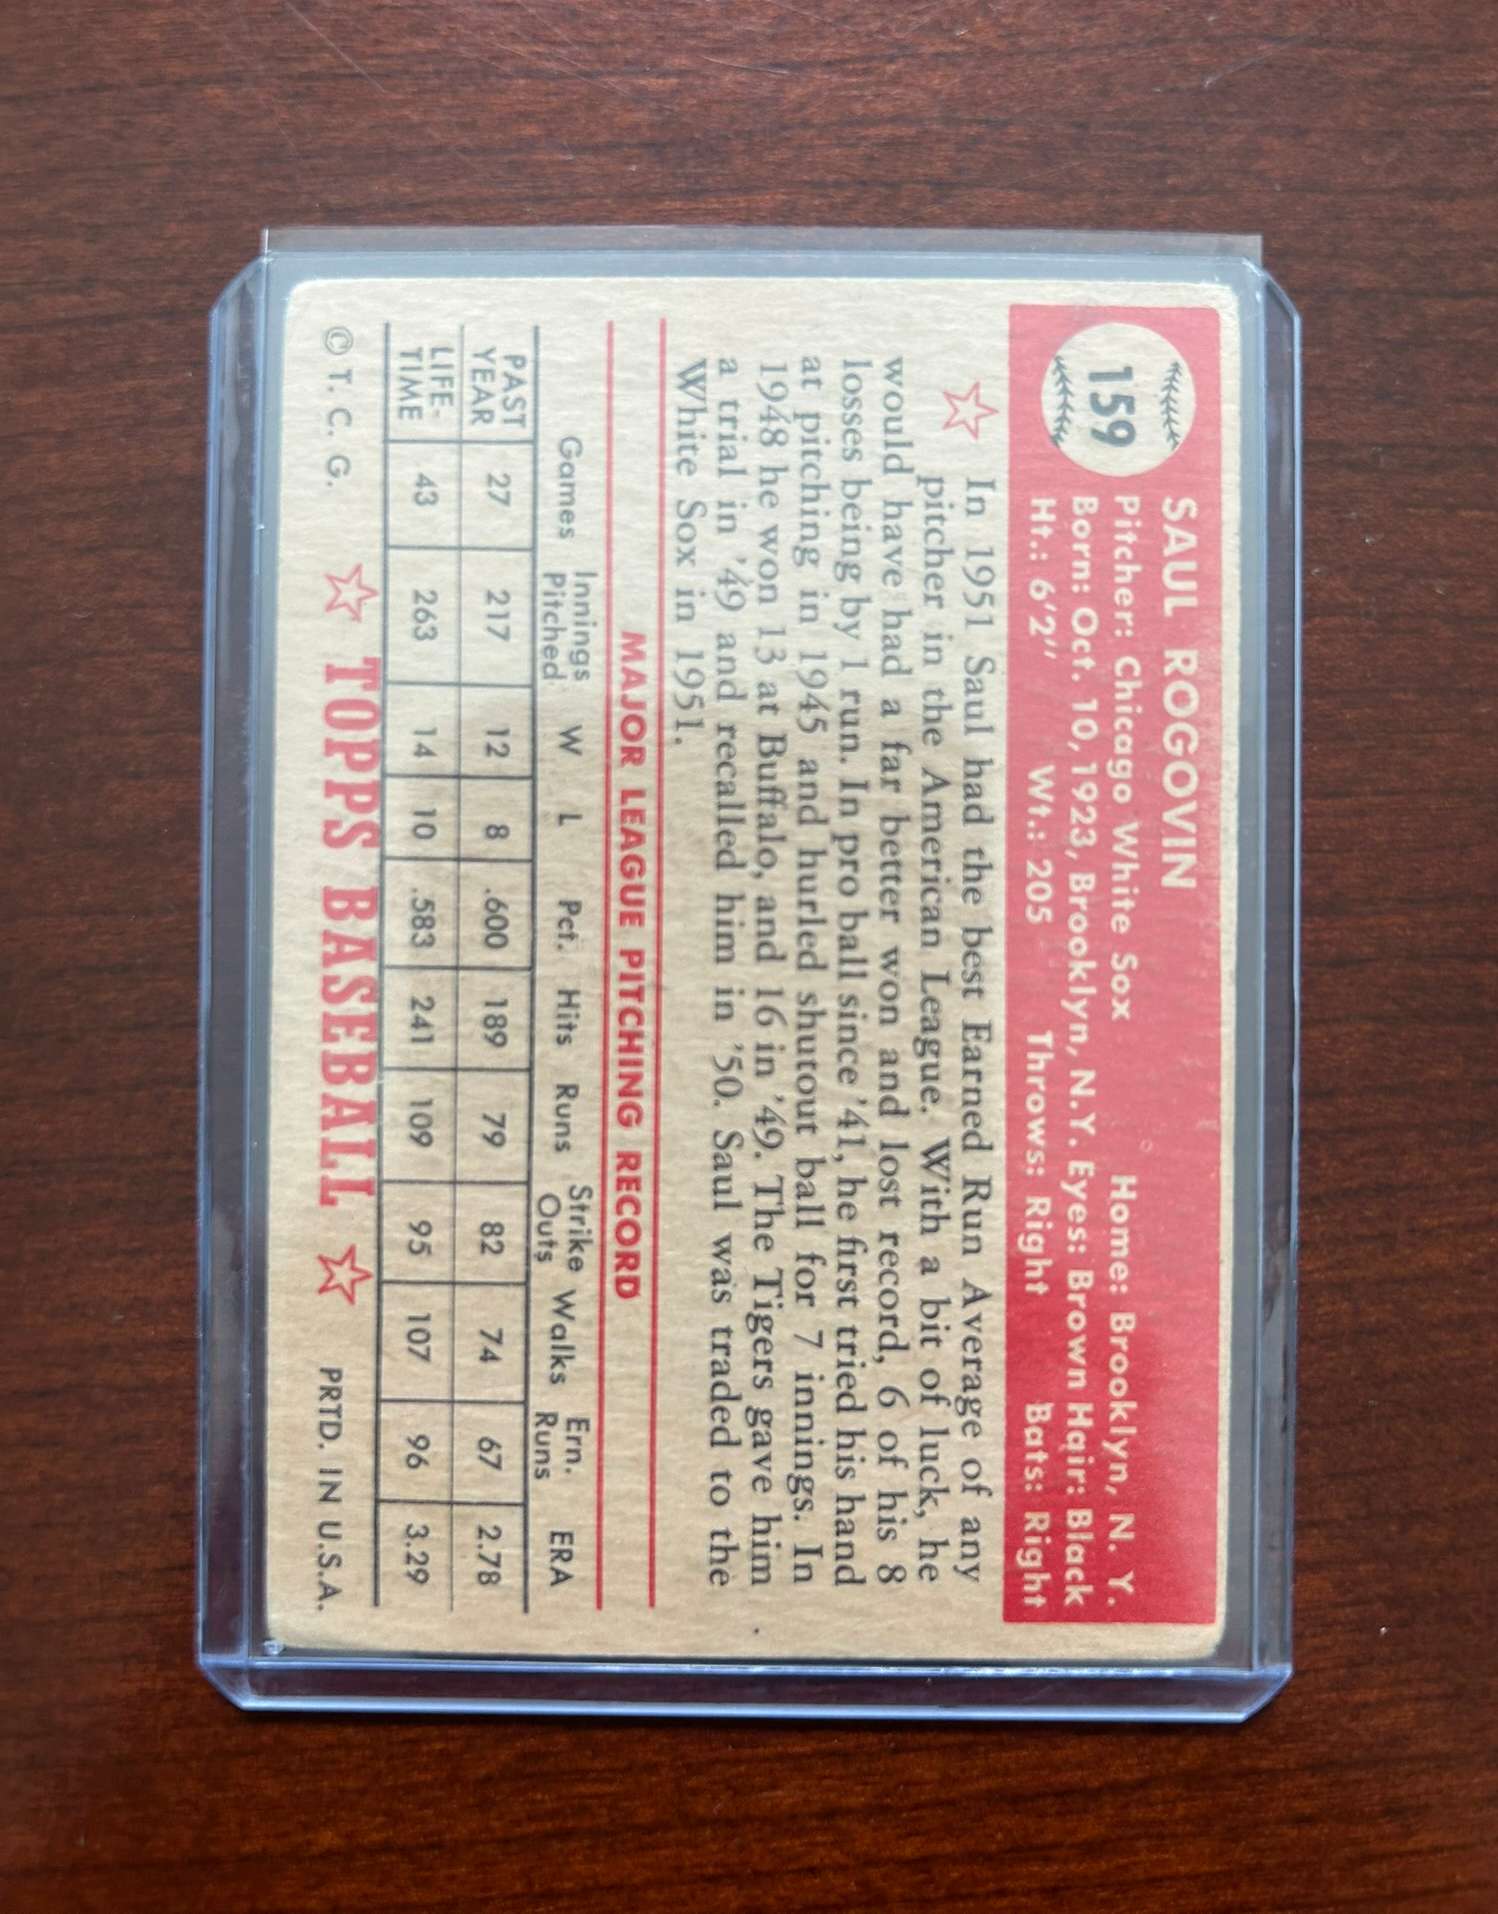 159
SAUL ROGOVIN
Pitcher: Chicago White Sox Home: Brooklyn, N. Y.
Born: Oct. 10, 1923, Brooklyn, N.Y. Eyes: Brown Hair: Black
Ht.: 6'2" Wt.: 205 Throws: Right Bats: Right
In 1951 Saul had the best Earned Run Average of any
pitcher in the American League. With a bit of luck, he
would have had a far better won and lost record, 6 of his 8
losses being by 1 run. In pro ball since '41, he first tried his hand
at pitching in 1945 and hurled shutout ball for 7 innings. In
1948 he won 13 at Buffalo, and 16 in '49. The Tigers gave him
a trial in '49 and recalled him in '50. Saul was traded to the
White Sox in 1951.
MAJOR LEAGUE PITCHING RECORD
Games Innings Pitched W L Pct. Hits Runs Strike Outs Walks Ern. Runs ERA
PAST YEAR 27 217 12 8 .600 189 79 82 74 67 2.78
LIFE-TIME 43 263 14 10 .583 241 109 95 107 96 3.29
© T. C. G. TOPPS BASEBALL PRTD. IN U.S.A.